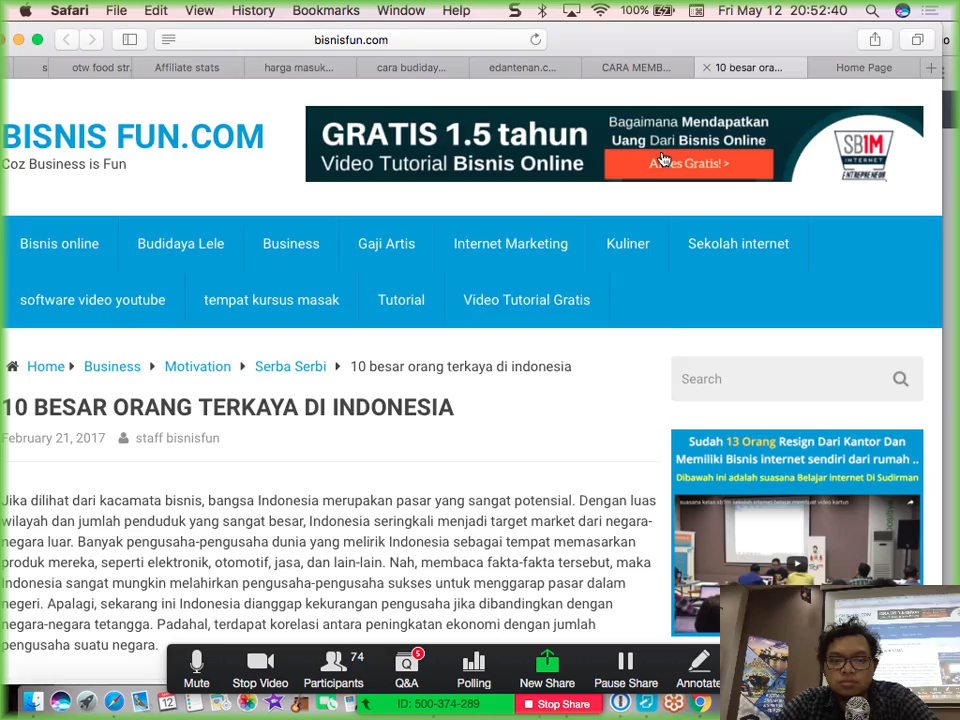 Safari File Edit View History Bookmarks Window Help 100% Fri May 12 20:52:40
bisnisfun.com
s otw food str... Affiliate stats harga masuk... cara budiday... edantenan.c... CARA MEMB... 10 besar ora... Home Page
BISNIS FUN.COM
Coz Business is Fun
GRATIS 1.5 tahun
Video Tutorial Bisnis Online
Bagaimana Mendapatkan
Uang Dari Bisnis Online
Akses Gratis! >
SB1M
INTERNET
ENTREPRENEUR
Bisnis online Budidaya Lele Business Gaji Artis Internet Marketing Kuliner Sekolah internet
software video youtube tempat kursus masak Tutorial Video Tutorial Gratis
Home Business Motivation Serba Serbi 10 besar orang terkaya di indonesia
Search
10 BESAR ORANG TERKAYA DI INDONESIA
February 21, 2017 staff bisnisfun
Sudah 13 Orang Resign Dari Kantor Dan
Memiliki Bisnis internet sendiri dari rumah ..
Dibawah ini adalah suasana Belajar Internet DI Sudirman
Jika dilihat dari kacamata bisnis, bangsa Indonesia merupakan pasar yang sangat potensial. Dengan luas
wilayah dan jumlah penduduk yang sangat besar, Indonesia seringkali menjadi target market dari negara-
negara luar. Banyak pengusaha-pengusaha dunia yang melirik Indonesia sebagai tempat memasarkan
produk mereka, seperti elektronik, otomotif, jasa, dan lain-lain. Nah, membaca fakta-fakta tersebut, maka
Indonesia sangat mungkin melahirkan pengusaha-pengusaha sukses untuk menggarap pasar dalam
negeri. Apalagi, sekarang ini Indonesia dianggap kekurangan pengusaha jika dibandingkan dengan
negara-negara tetangga. Padahal, terdapat korelasi antara peningkatan ekonomi dengan jumlah
pengusaha suatu negara.
74
5
Mute Stop Video Participants Q&A Polling New Share Pause Share Annotate
12
ID: 500-374-289 Stop Share